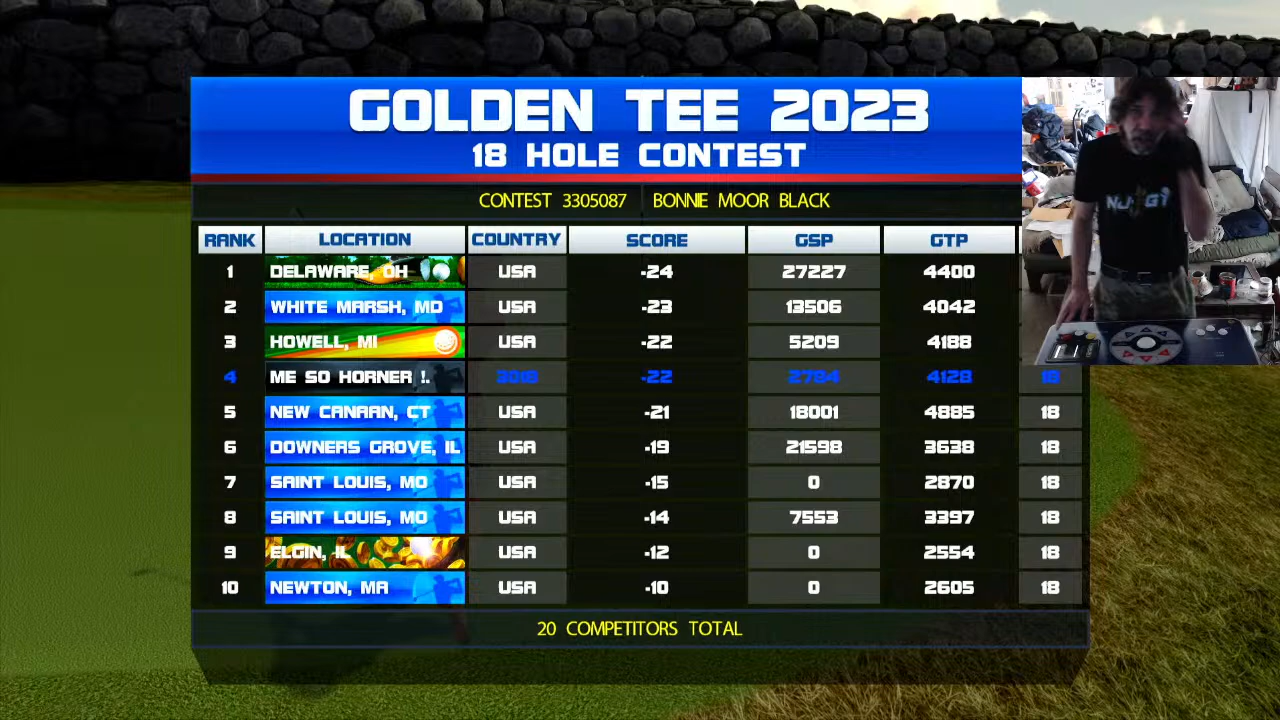 GOLDEN TEE 2023
18 HOLE CONTEST
CONTEST 3305087 BONNIE MOOR BLACK
RANK LOCATION COUNTRY SCORE GSP GTP
1 DELAWARE, OH USA -24 27227 4400
2 WHITE MARSH, MD USA -23 13506 4042
3 HOWELL, MI USA -22 5209 4188
4 ME SO HORNER !. -22 2784 4128 18
5 NEW CANAAN, CT USA -21 18001 4885 18
6 DOWNERS GROVE, IL USA -19 21598 3638 18
7 SAINT LOUIS, MO USA -15 0 2870 18
8 SAINT LOUIS, MO USA -14 7553 3397 18
9 ELGIN, IL USA -12 0 2554 18
10 NEWTON, MA USA -10 0 2605 18
20 COMPETITORS TOTAL